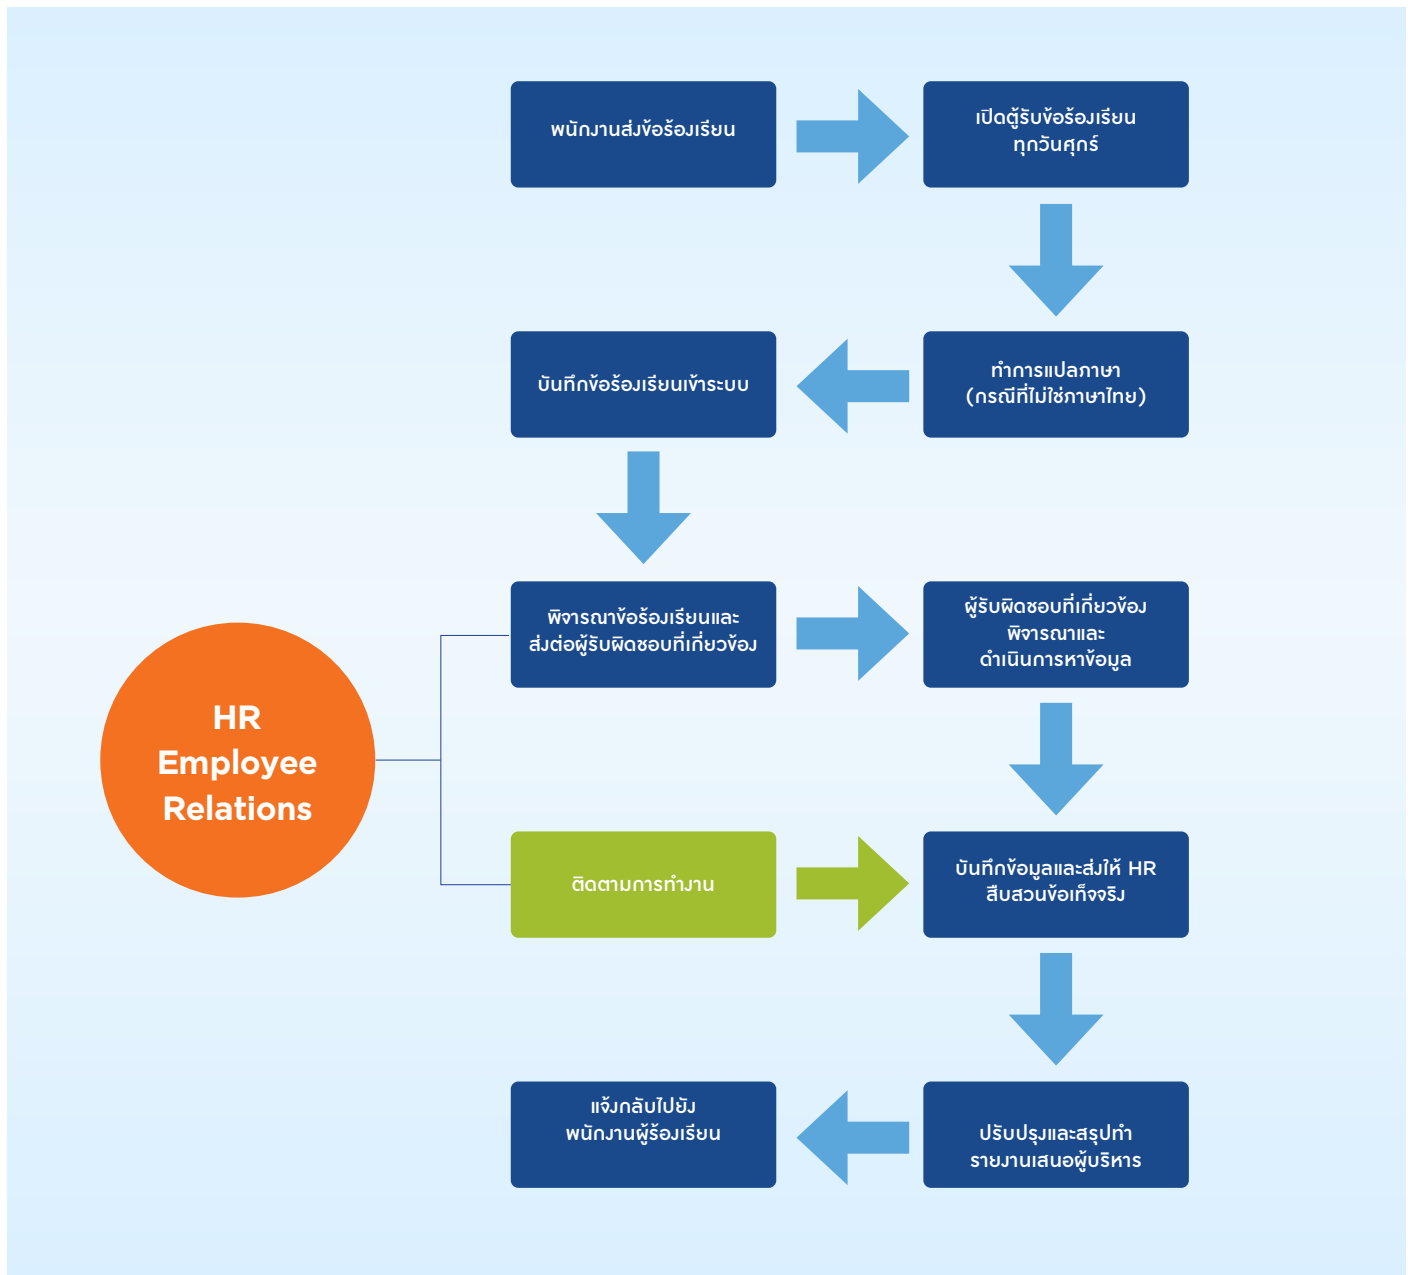 พนักงานส่งข้อร้องเรียน
เปิดตู้รับข้อร้องเรียน
ทุกวันศุกร์
บันทึกข้อร้องเรียนเข้าระบบ
ทำการแปลภาษา
(กรณีที่ไม่ใช่ภาษาไทย)
พิจารณาข้อร้องเรียนและ
ส่งต่อผู้รับผิดชอบที่เกี่ยวข้อง
ผู้รับผิดชอบที่เกี่ยวข้อง
พิจารณาและ
ดำเนินการหาข้อมูล
HR
Employee
Relations
ติดตามการทำงาน
บันทึกข้อมูลและส่งให้ HR
สืบสวนข้อเท็จจริง
แจ้งกลับไปยัง
พนักงานผู้ร้องเรียน
ปรับปรุงและสรุปทำ
รายงานเสนอผู้บริหาร